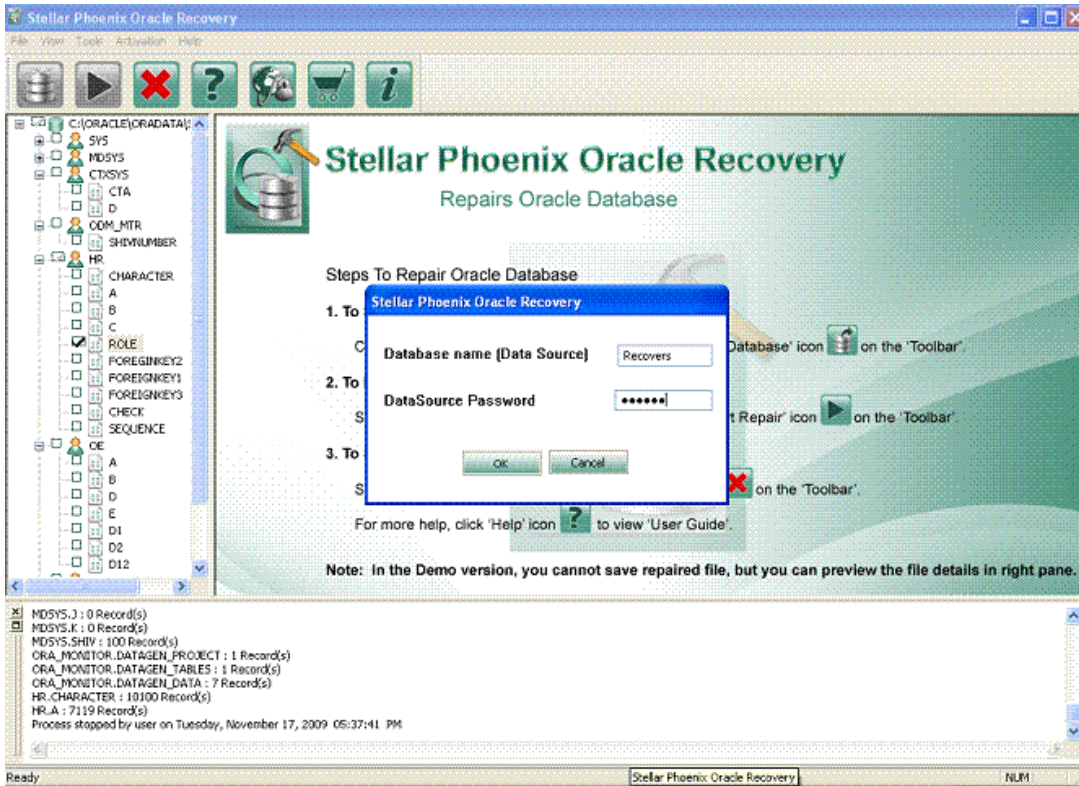 Stellar Phoenix Oracle Recovery
File View Tools Activation Help
C:\ORACLE\ORADATA\
SYS
MDSYS
CTXSYS
CTA
D
ODM_MTR
SHIVNUMBER
HR
CHARACTER
A
B
C
ROLE
FOREGINKEY2
FOREIGNKEY1
FOREIGNKEY3
CHECK
SEQUENCE
OE
A
B
D
E
D1
D2
D12
Stellar Phoenix Oracle Recovery
Repairs Oracle Database
Steps To Repair Oracle Database
1. To
Database' icon on the 'Toolbar'.
2. To
t Repair' icon on the 'Toolbar'.
3. To
on the 'Toolbar'.
For more help, click 'Help' icon ? to view 'User Guide'.
Note: In the Demo version, you cannot save repaired file, but you can preview the file details in right pane.
Stellar Phoenix Oracle Recovery
Database name (Data Source) Recovers
DataSource Password ••••••
OK Cancel
MDSYS.J : 0 Record(s)
MDSYS.K : 0 Record(s)
MDSYS.SHIV : 100 Record(s)
ORA_MONITOR.DATAGEN_PROJECT : 1 Record(s)
ORA_MONITOR.DATAGEN_TABLES : 1 Record(s)
ORA_MONITOR.DATAGEN_DATA : 7 Record(s)
HR.CHARACTER : 10100 Record(s)
HR.A : 7119 Record(s)
Process stopped by user on Tuesday, November 17, 2009 05:37:41 PM
Ready
Stellar Phoenix Oracle Recovery
NUM